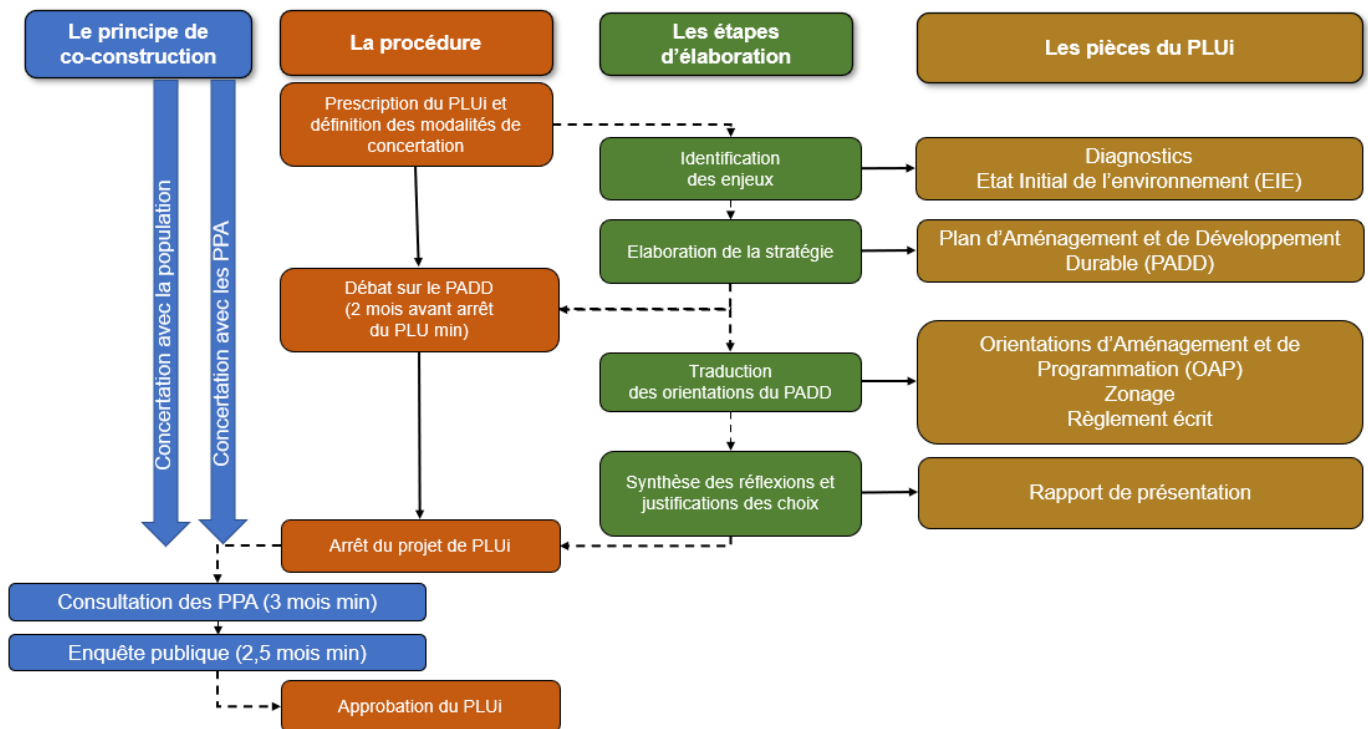 Le principe de
co-construction
La procédure
Les étapes
d'élaboration
Les pièces du PLUi
Concertation avec la population
Concertation avec les PPA
Prescription du PLUi et
définition des modalités de
concertation
Identification
des enjeux
Diagnostics
Etat Initial de l'environnement (EIE)
Elaboration de la stratégie
Plan d'Aménagement et de Développement
Durable (PADD)
Débat sur le PADD
(2 mois avant arrêt
du PLU min)
Traduction
des orientations du PADD
Orientations d'Aménagement et de
Programmation (OAP)
Zonage
Règlement écrit
Synthèse des réflexions et
justifications des choix
Rapport de présentation
Arrêt du projet de PLUi
Consultation des PPA (3 mois min)
Enquête publique (2,5 mois min)
Approbation du PLUi